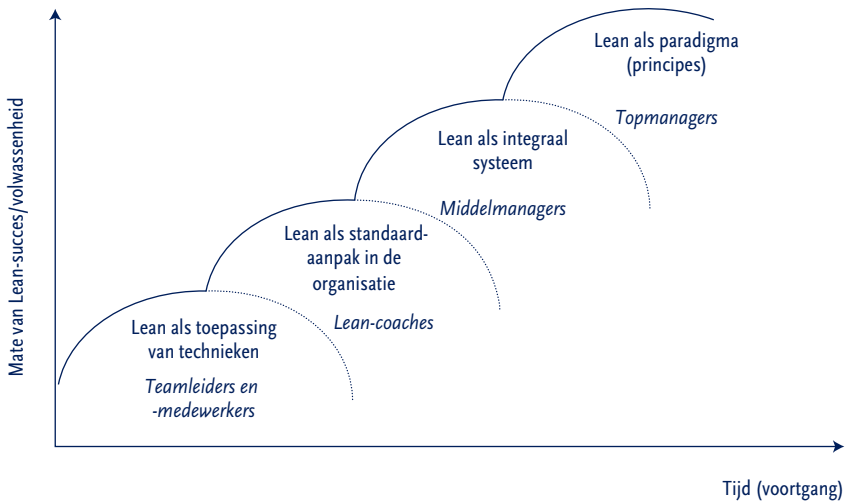 Lean als paradigma
(principes)
Topmanagers
Lean als integraal
systeem
Middelmanagers
Lean als standaard-
aanpak in de
organisatie
Lean-coaches
Lean als toepassing
van technieken
Teamleiders en
-medewerkers
Mate van Lean-succes/volwassenheid
Tijd (voortgang)